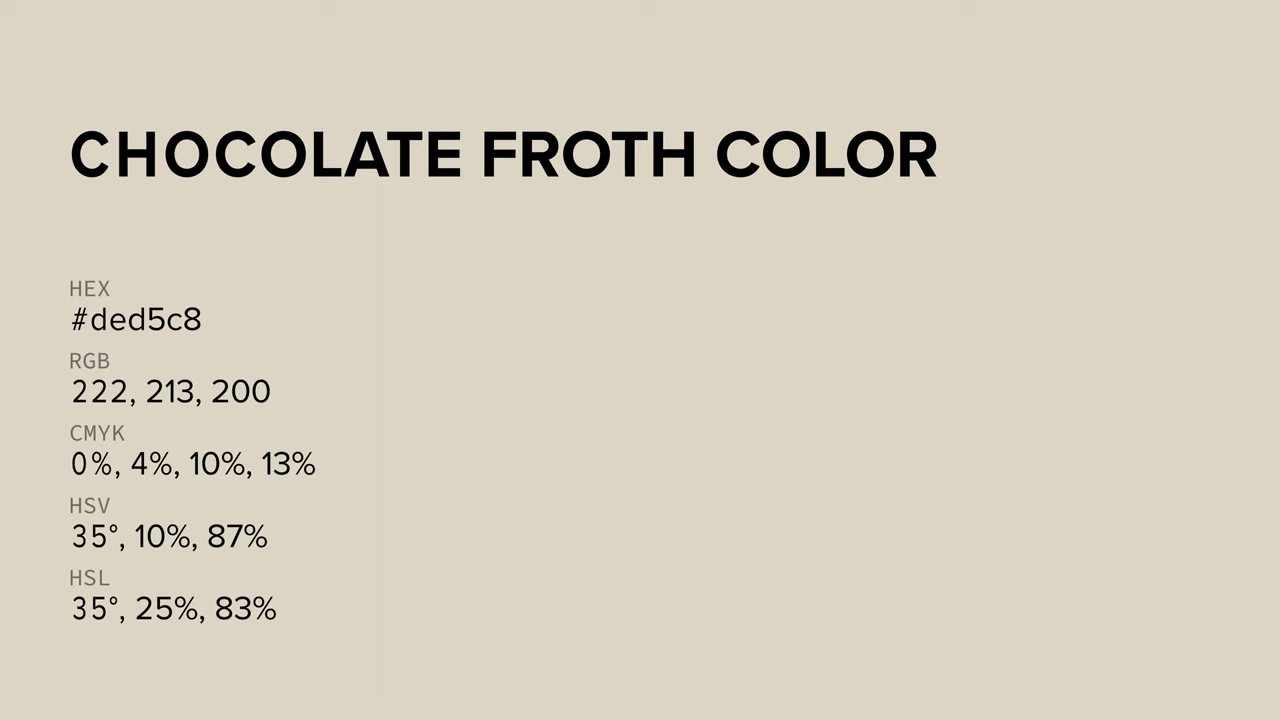 CHOCOLATE FROTH COLOR
HEX
#ded5c8
RGB
222, 213, 200
CMYK
0%, 4%, 10%, 13%
HSV
35°, 10%, 87%
HSL
35°, 25%, 83%